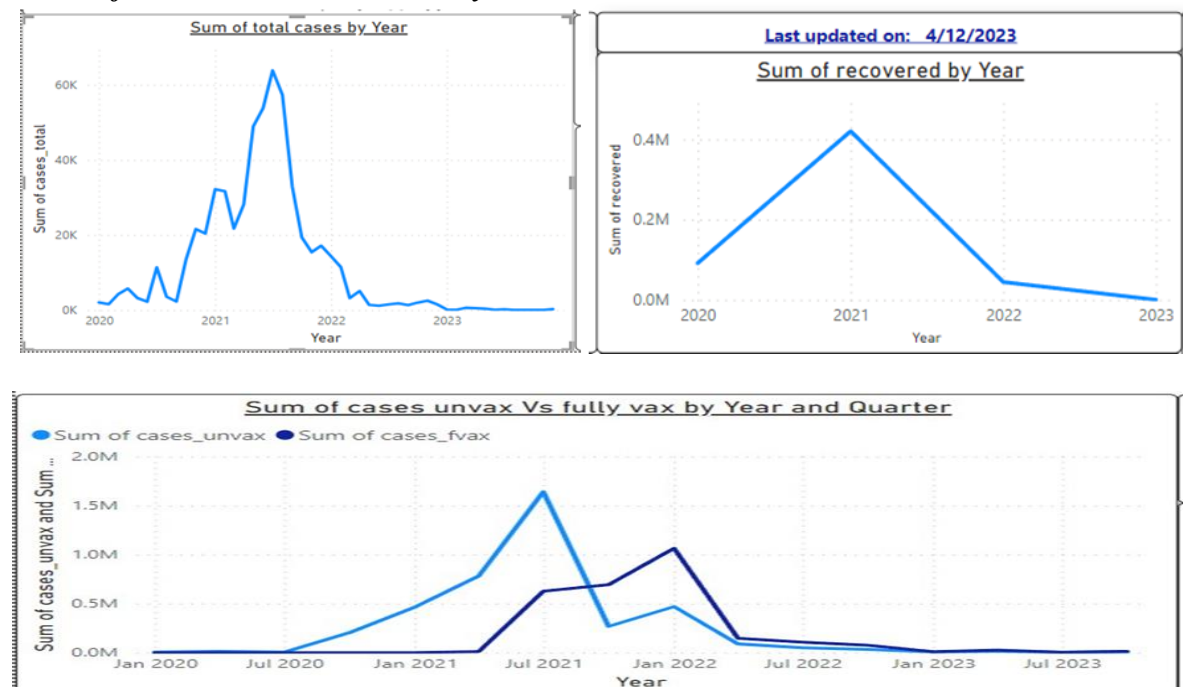 Sum of total cases by Year
Sum of cases_total
60K
40K
20K
0K
2020 2021 2022 2023
Year
Last updated on: 4/12/2023
Sum of recovered by Year
Sum of recovered
0.4M
0.2M
0.0M
2020 2021 2022 2023
Year
Sum of cases unvax Vs fully vax by Year and Quarter
Sum of cases_unvax Sum of cases_fvax
Sum of cases_unvax and Sum ...
2.0M
1.5M
1.0M
0.5M
0.0M
Jan 2020 Jul 2020 Jan 2021 Jul 2021 Jan 2022 Jul 2022 Jan 2023 Jul 2023
Year